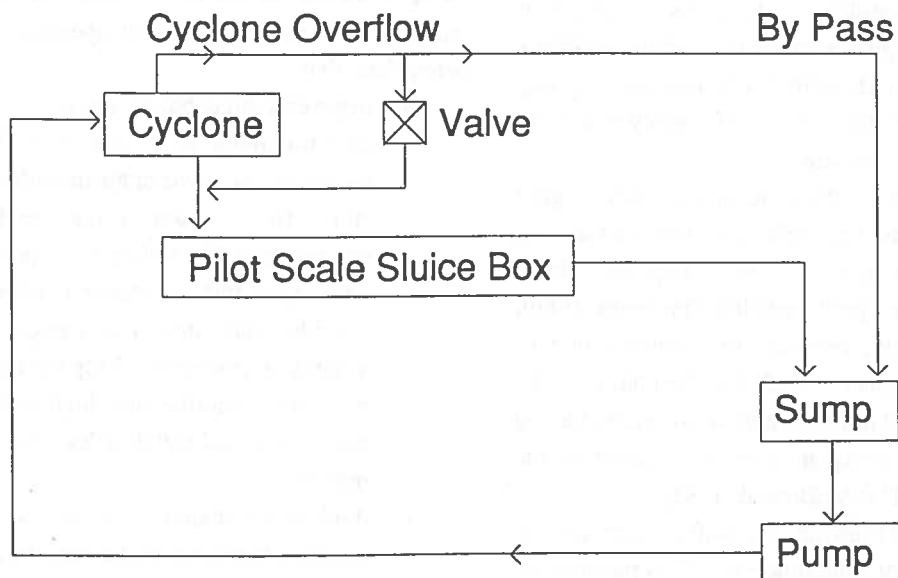 Cyclone Overflow
By Pass
Cyclone
Valve
Pilot Scale Sluice Box
Sump
Pump